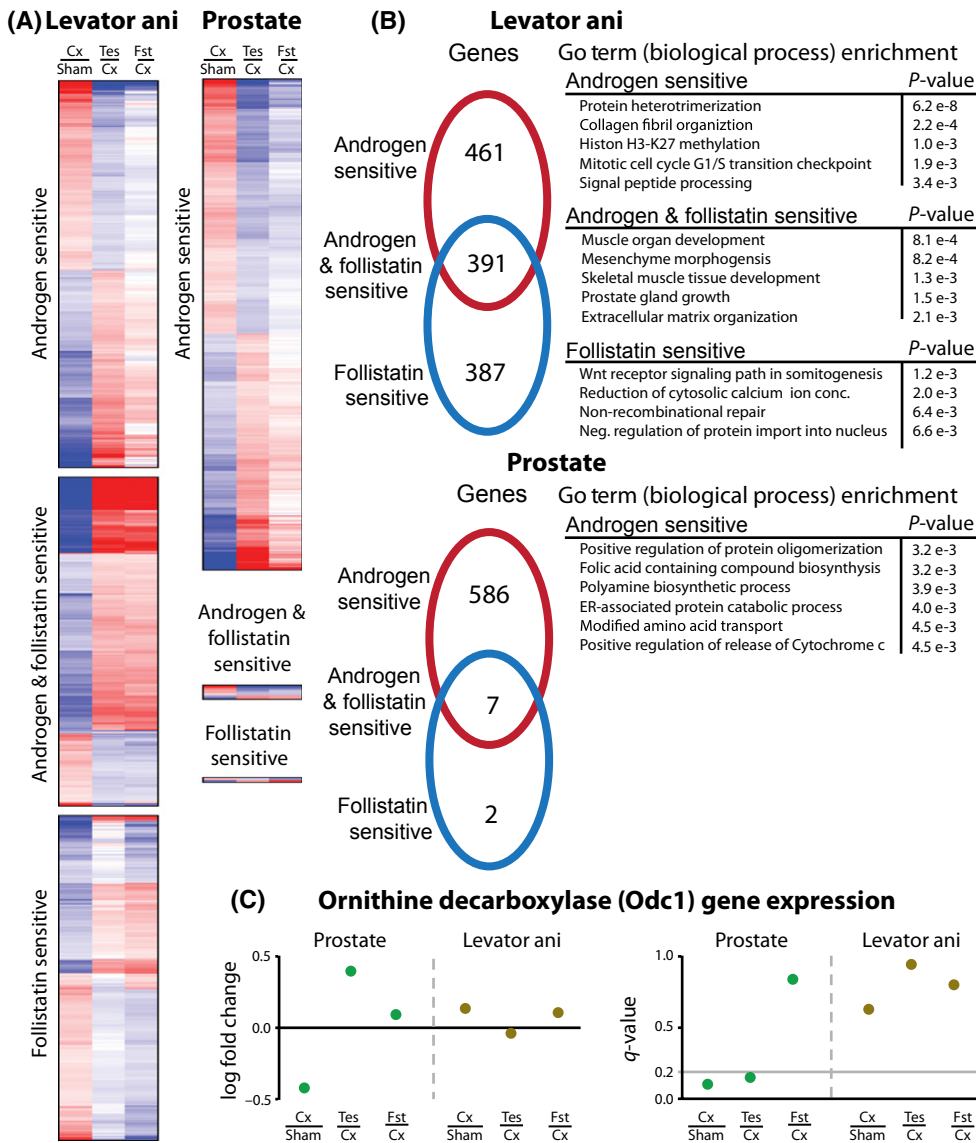 (A) Levator ani Prostate
Cx Tes Fst Cx Tes Fst
Sham Cx Cx Sham Cx Cx
Androgen sensitive
Androgen & follistatin sensitive
Follistatin sensitive
Androgen sensitive
Androgen &
follistatin
sensitive
Follistatin
sensitive
(B) Levator ani
Genes
Androgen
sensitive
461
Androgen
& follistatin
sensitive
391
Follistatin
sensitive
387
Go term (biological process) enrichment
Androgen sensitive P-value
Protein heterotrimerization 6.2 e-8
Collagen fibril organiztion 2.2 e-4
Histon H3-K27 methylation 1.0 e-3
Mitotic cell cycle G1/S transition checkpoint 1.9 e-3
Signal peptide processing 3.4 e-3
Androgen & follistatin sensitive P-value
Muscle organ development 8.1 e-4
Mesenchyme morphogensis 8.2 e-4
Skeletal muscle tissue development 1.3 e-3
Prostate gland growth 1.5 e-3
Extracellular matrix organization 2.1 e-3
Follistatin sensitive P-value
Wnt receptor signaling path in somitogenesis 1.2 e-3
Reduction of cytosolic calcium ion conc. 2.0 e-3
Non-recombinational repair 6.4 e-3
Neg. regulation of protein import into nucleus 6.6 e-3
Prostate
Genes
Androgen
sensitive
586
Androgen
& follistatin
sensitive
7
Follistatin
sensitive
2
Go term (biological process) enrichment
Androgen sensitive P-value
Positive regulation of protein oligomerization 3.2 e-3
Folic acid containing compound biosynthysis 3.2 e-3
Polyamine biosynthetic process 3.9 e-3
ER-associated protein catabolic process 4.0 e-3
Modified amino acid transport 4.5 e-3
Positive regulation of release of Cytochrome c 4.5 e-3
(C) Ornithine decarboxylase (Odc1) gene expression
Prostate Levator ani
log fold change
0.5
0.0
−0.5
Cx Tes Fst Cx Tes Fst
Sham Cx Cx Sham Cx Cx
Prostate Levator ani
q-value
1.0
0.5
0.2
0.0
Cx Tes Fst Cx Tes Fst
Sham Cx Cx Sham Cx Cx